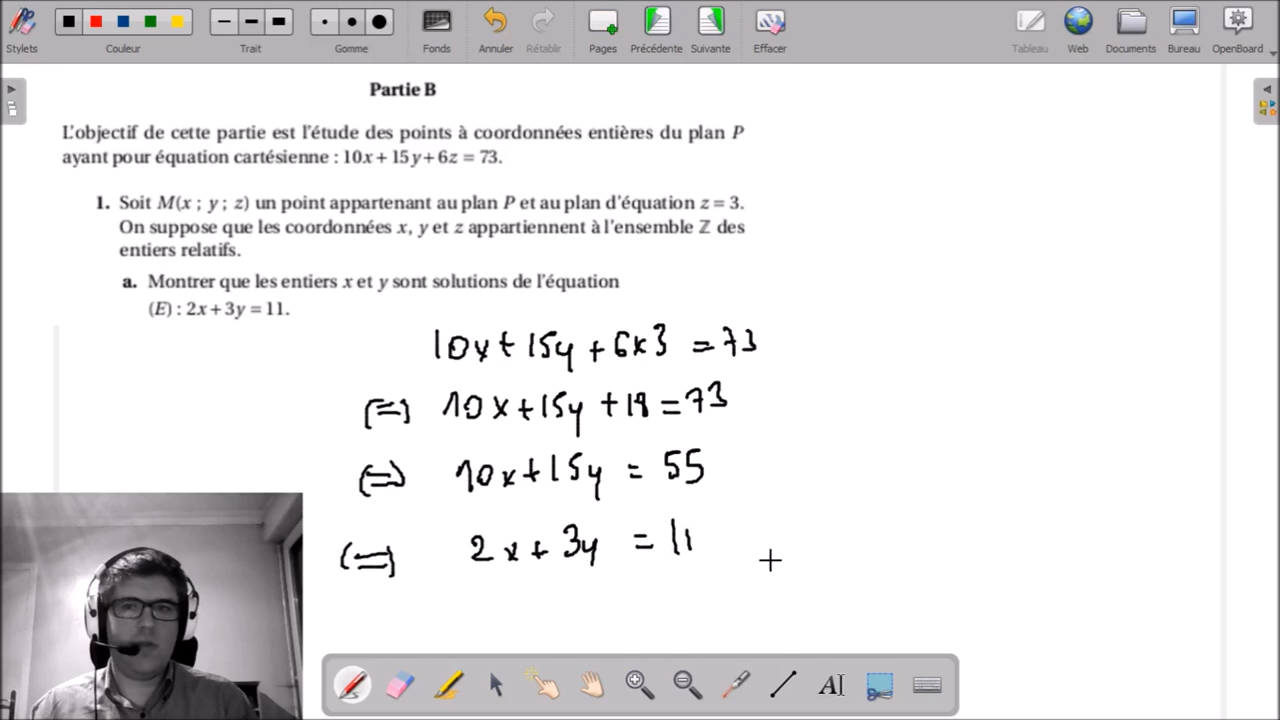 Stylets Couleur Trait Gomme Fonds Annuler Rétablir Pages Précédente Suivante Effacer Tableau Web Documents Bureau OpenBoard
Partie B
L'objectif de cette partie est l'étude des points à coordonnées entières du plan P
ayant pour équation cartésienne : 10x + 15y + 6z = 73.
1. Soit M(x ; y ; z) un point appartenant au plan P et au plan d'équation z = 3.
On suppose que les coordonnées x, y et z appartiennent à l'ensemble ℤ des
entiers relatifs.
a. Montrer que les entiers x et y sont solutions de l'équation
(E) : 2x + 3y = 11.
10x + 15y + 6x3 = 73
(=) 10x + 15y + 18 = 73
(=) 10x + 15y = 55
(=) 2x + 3y = 11
AI